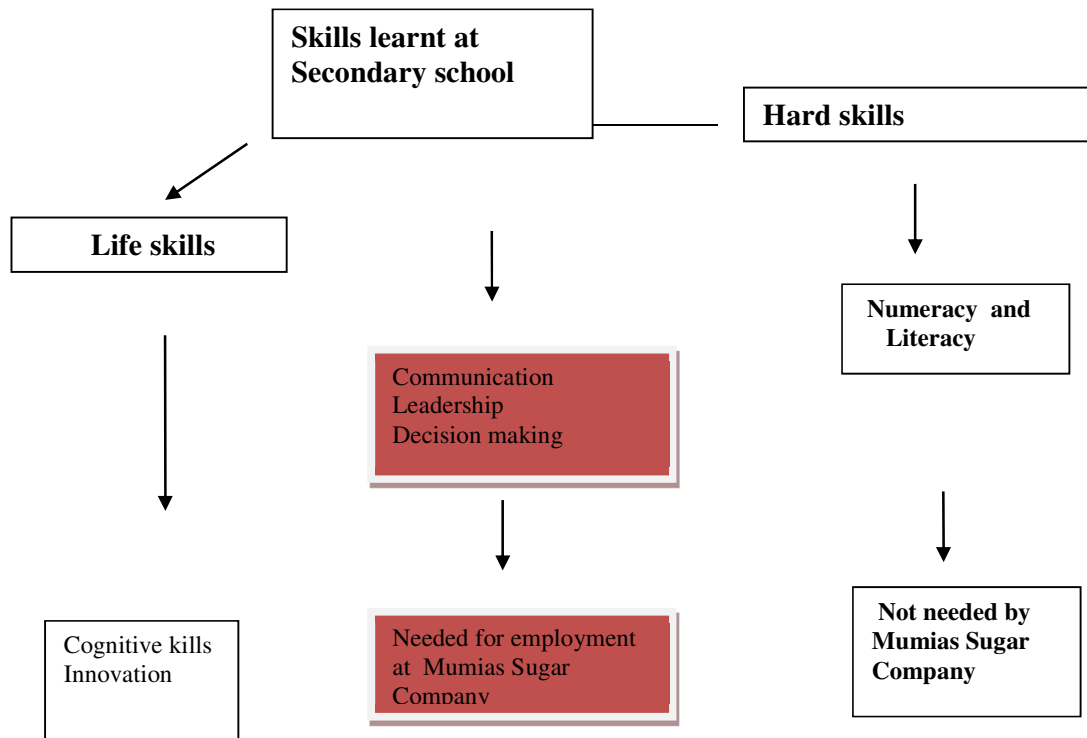 Skills learnt at
Secondary school
Hard skills
Life skills
Numeracy and
Literacy
Communication
Leadership
Decision making
Cognitive kills
Innovation
Needed for employment
at Mumias Sugar
Company
Not needed by
Mumias Sugar
Company